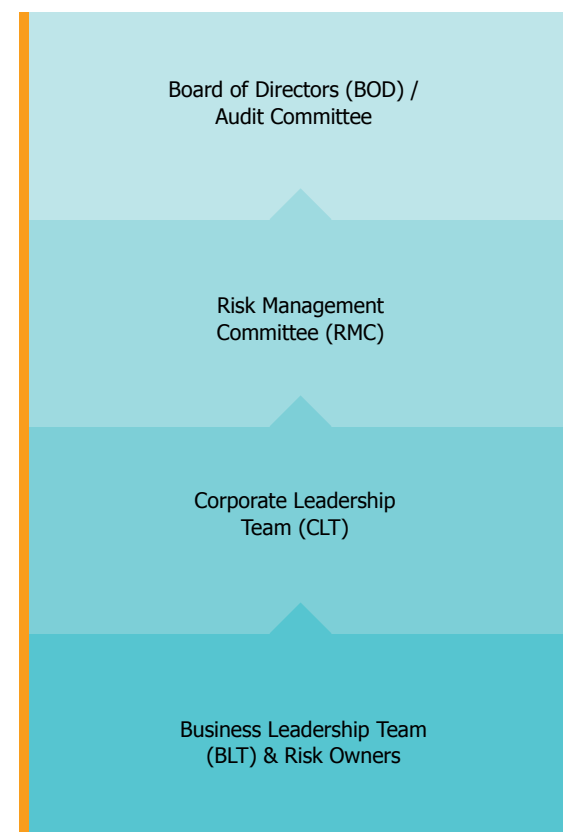 Board of Directors (BOD) /
Audit Committee
Risk Management
Committee (RMC)
Corporate Leadership
Team (CLT)
Business Leadership Team
(BLT) & Risk Owners